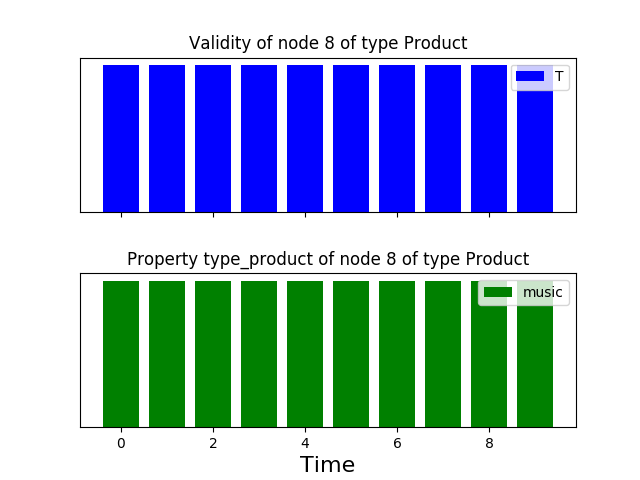 Validity of node 8 of type Product
T
Property type_product of node 8 of type Product
music
0 2 4 6 8
Time